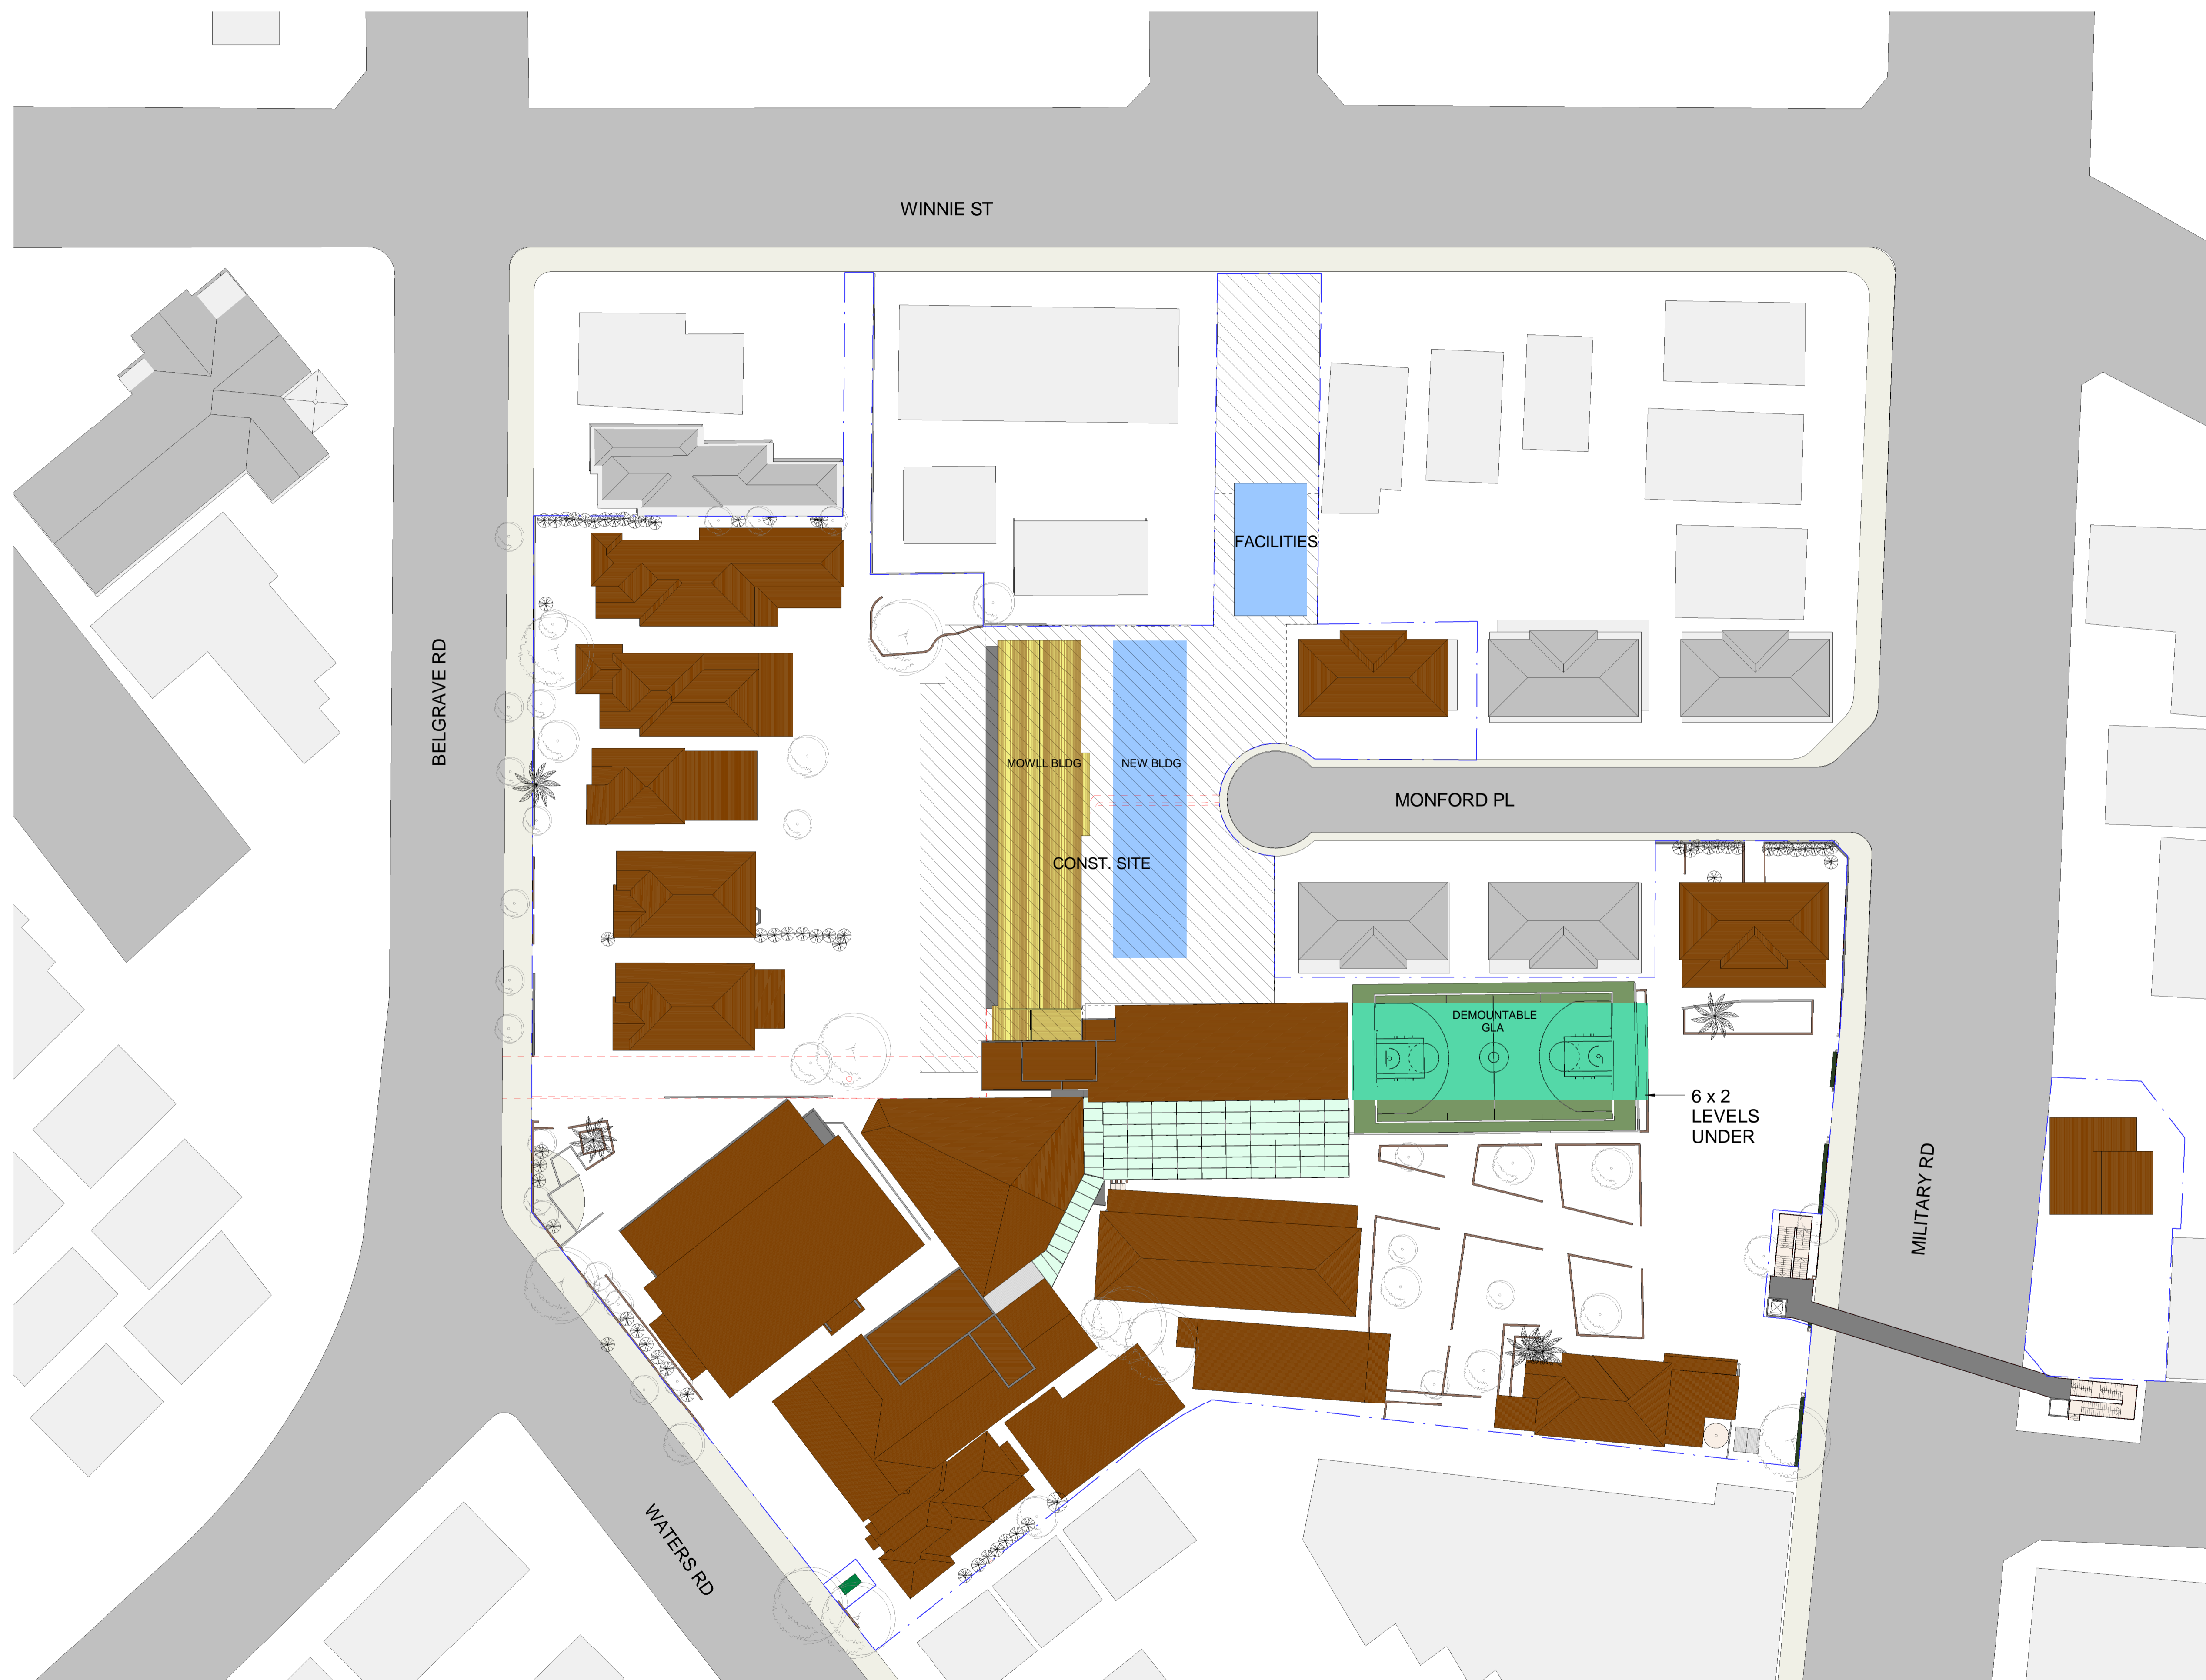 WINNIE ST
FACILITIES
BELGRAVE RD
MOWLL BLDG
NEW BLDG
MONFORD PL
CONST. SITE
DEMOUNTABLE
GLA
6 x 2
LEVELS
UNDER
MILITARY RD
WATERS RD